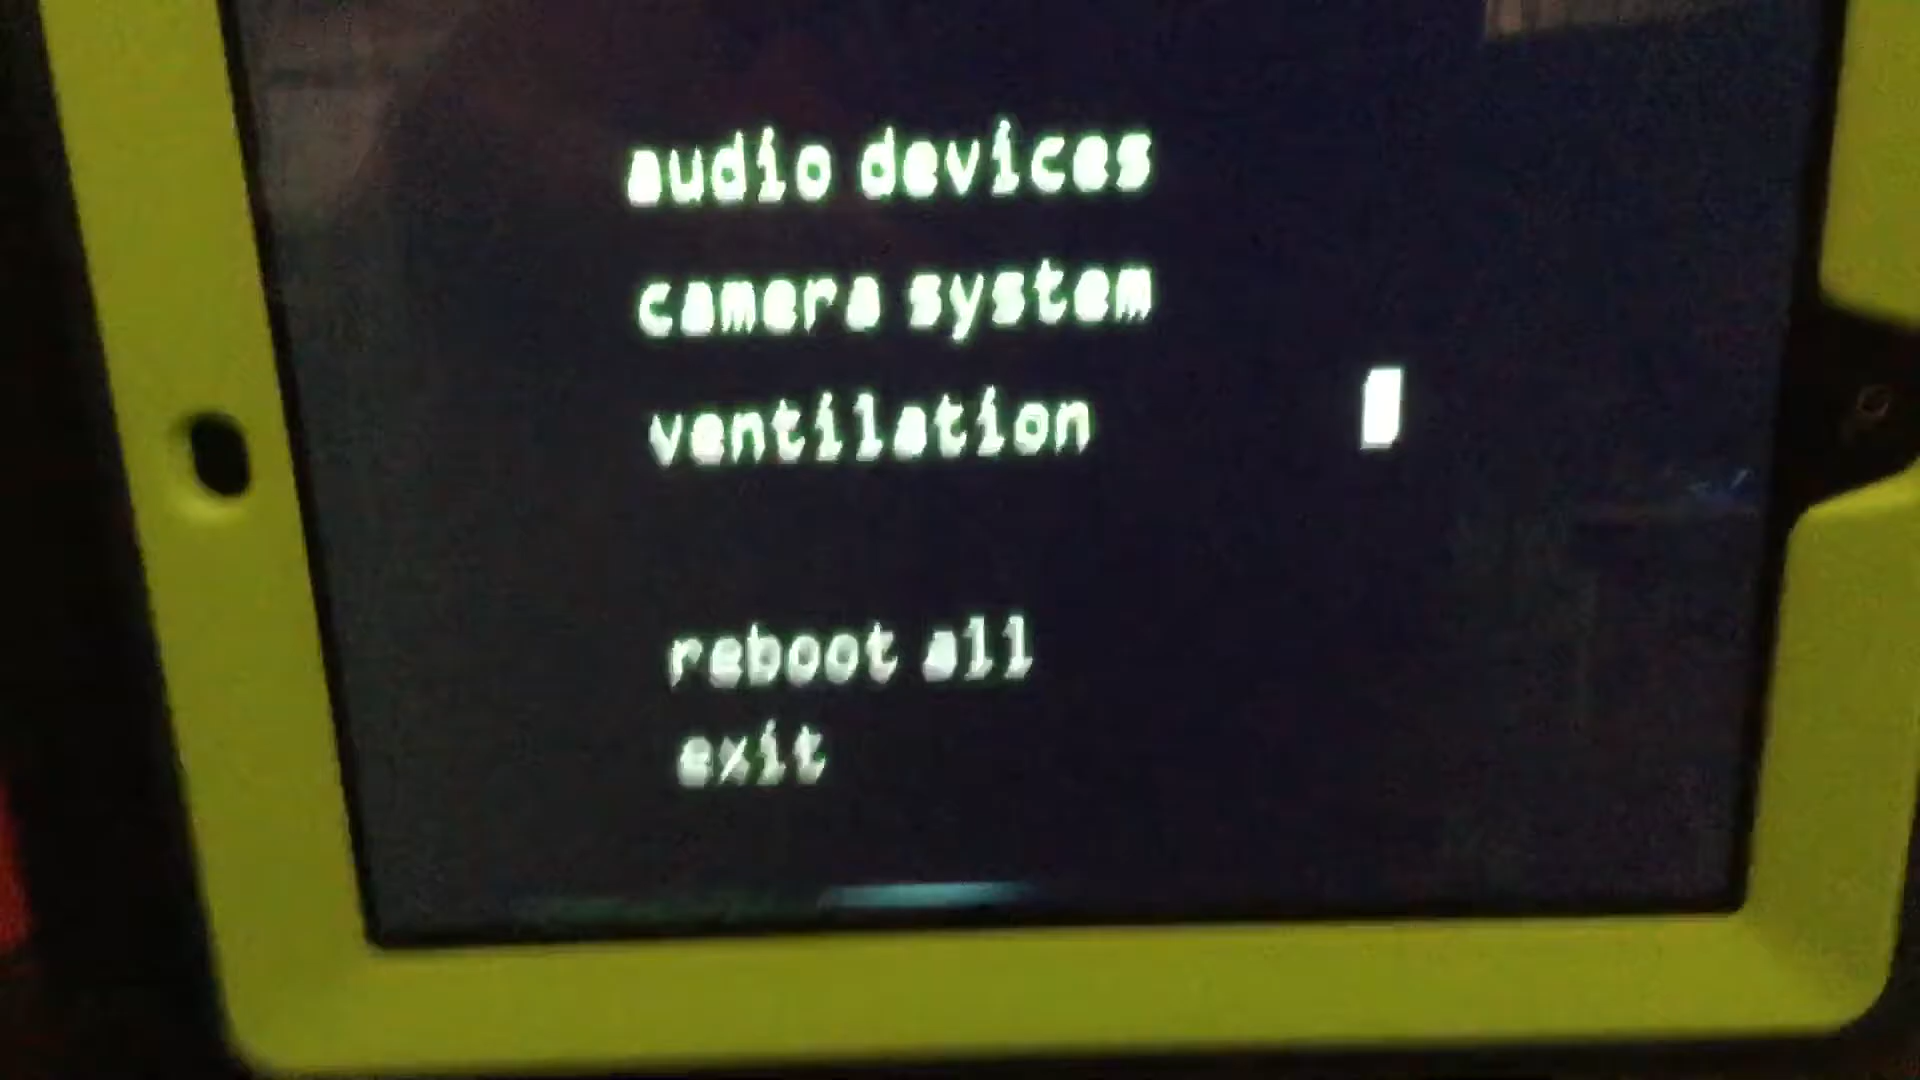 audio devices
camera system
ventilation
reboot all
exit